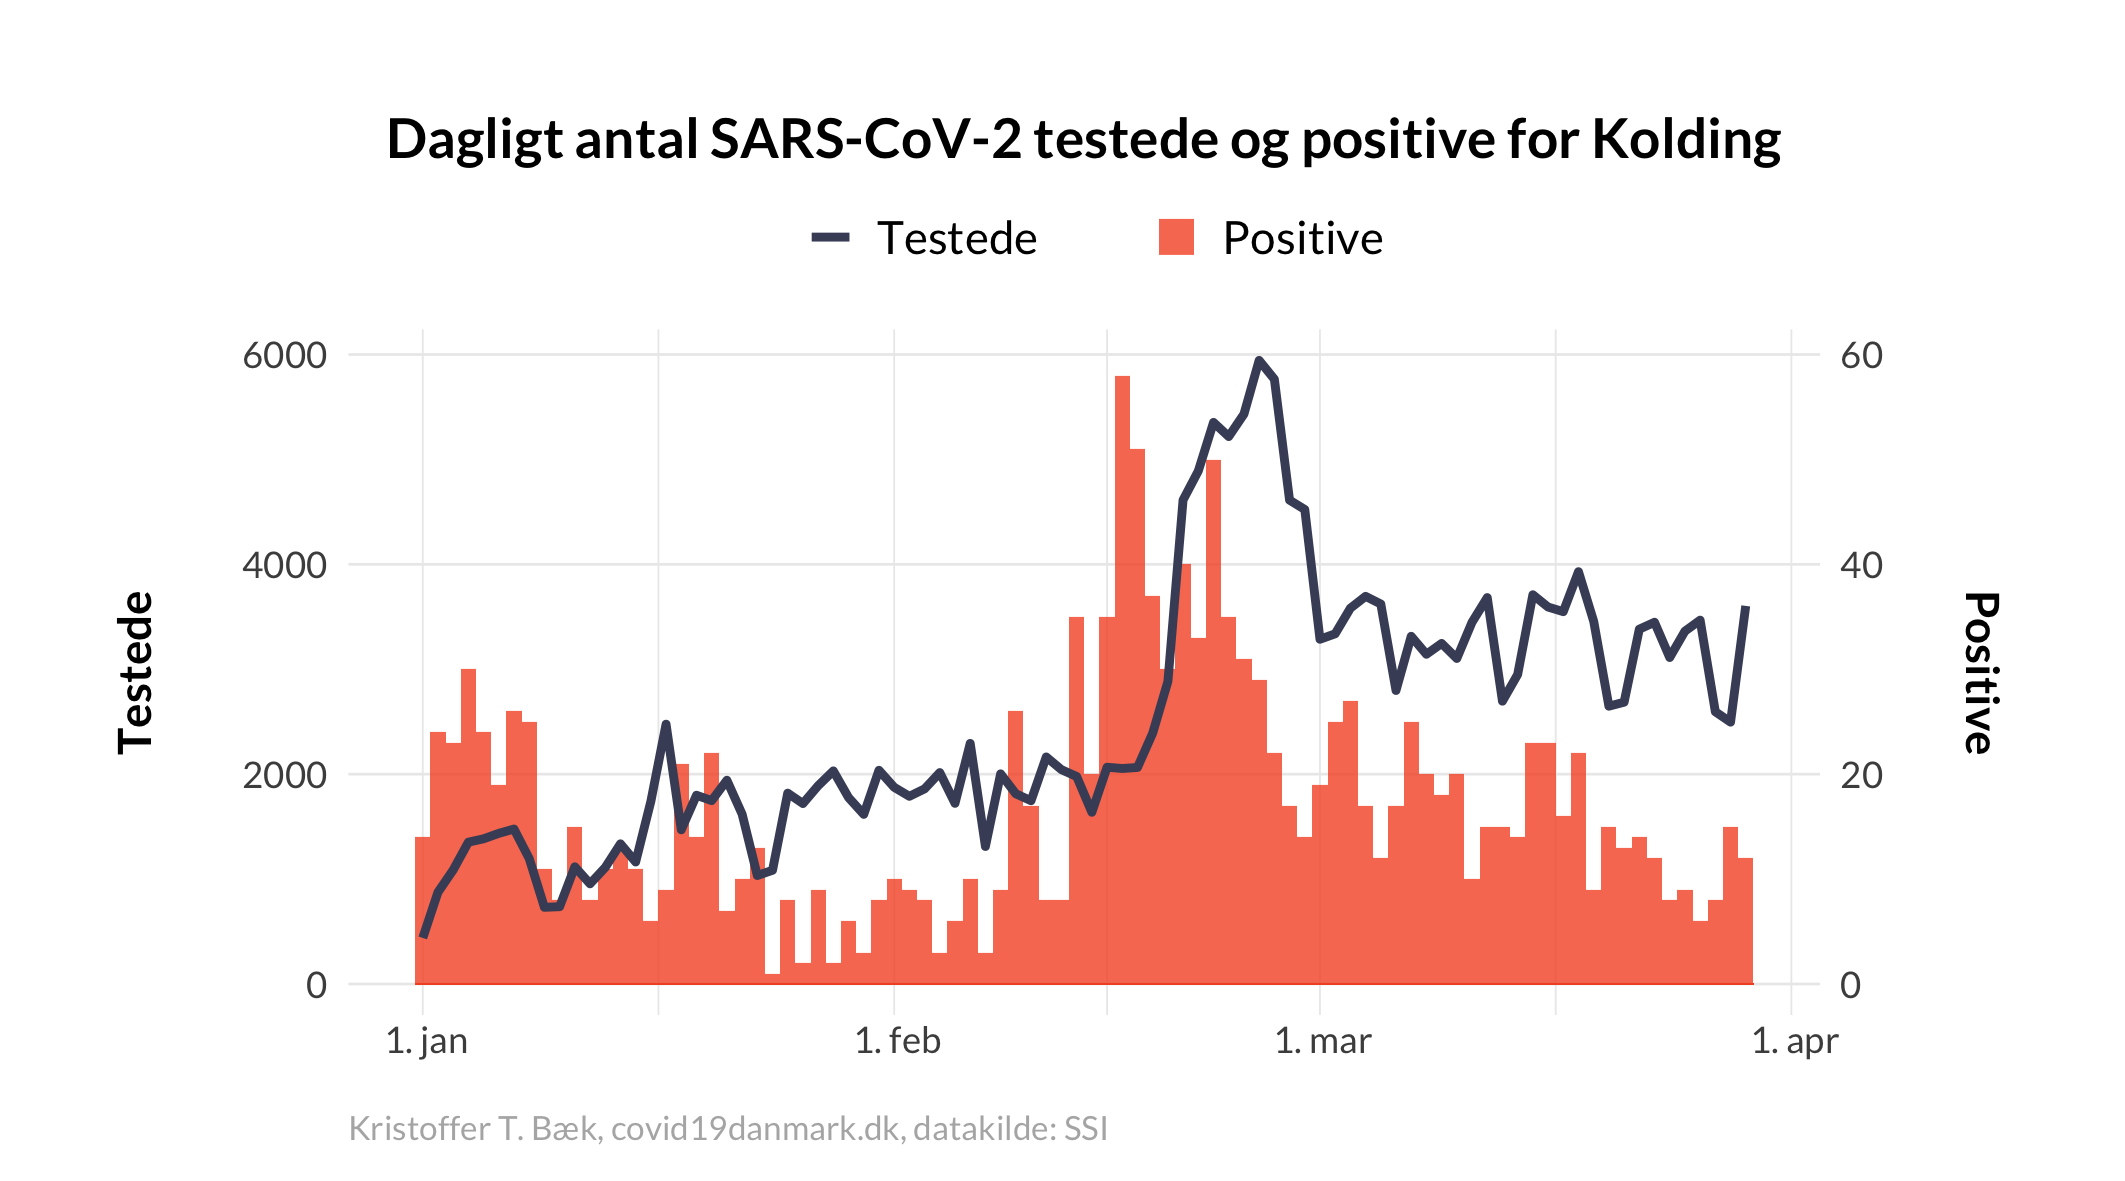 Dagligt antal SARS-CoV-2 testede og positive for Kolding
Testede
Positive
6000
60
4000
40
2000
20
0
0
Testede
Positive
1. jan
1. feb
1. mar
1. apr
Kristoffer T. Bæk, covid19danmark.dk, datakilde: SSI